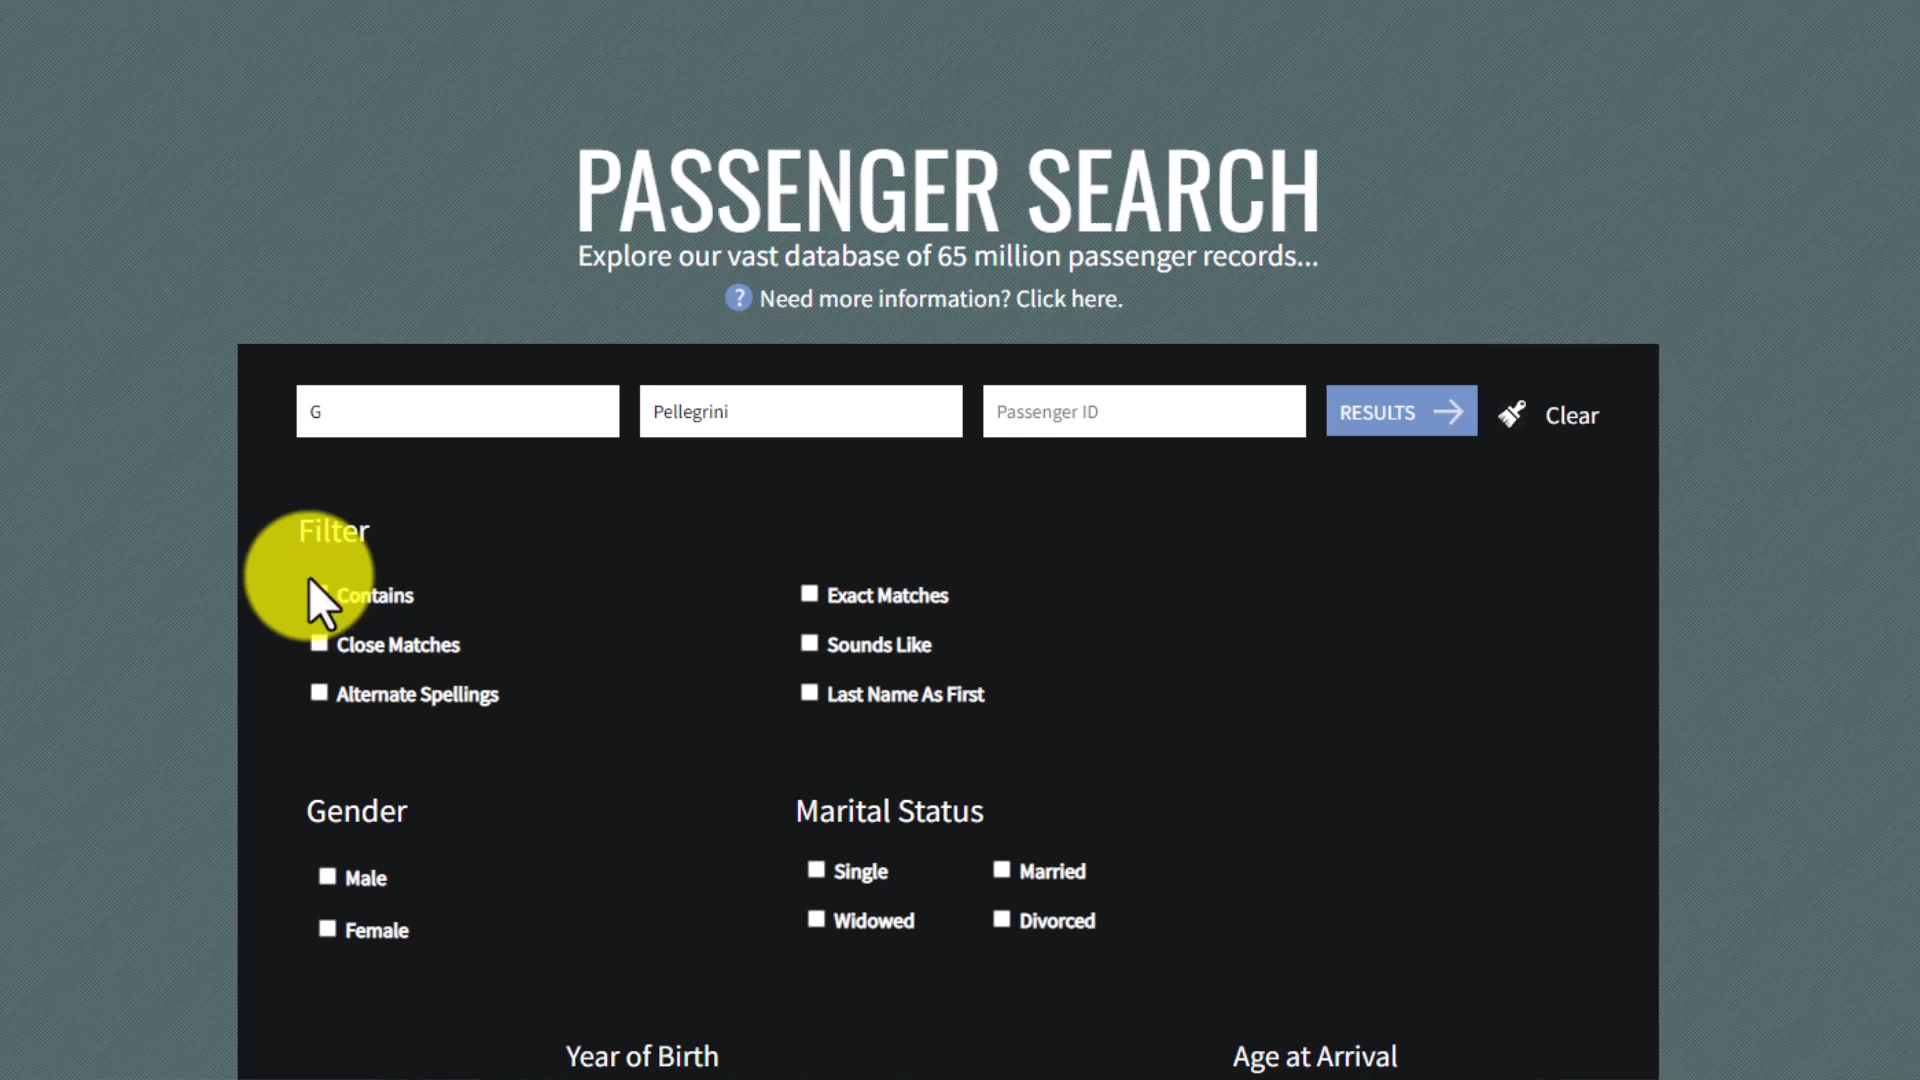 PASSENGER SEARCH
Explore our vast database of 65 million passenger records...
? Need more information? Click here.
G
Pellegrini
Passenger ID
RESULTS
Clear
Filter
Contains
Exact Matches
Close Matches
Sounds Like
Alternate Spellings
Last Name As First
Gender
Marital Status
Male
Single
Married
Female
Widowed
Divorced
Year of Birth
Age at Arrival